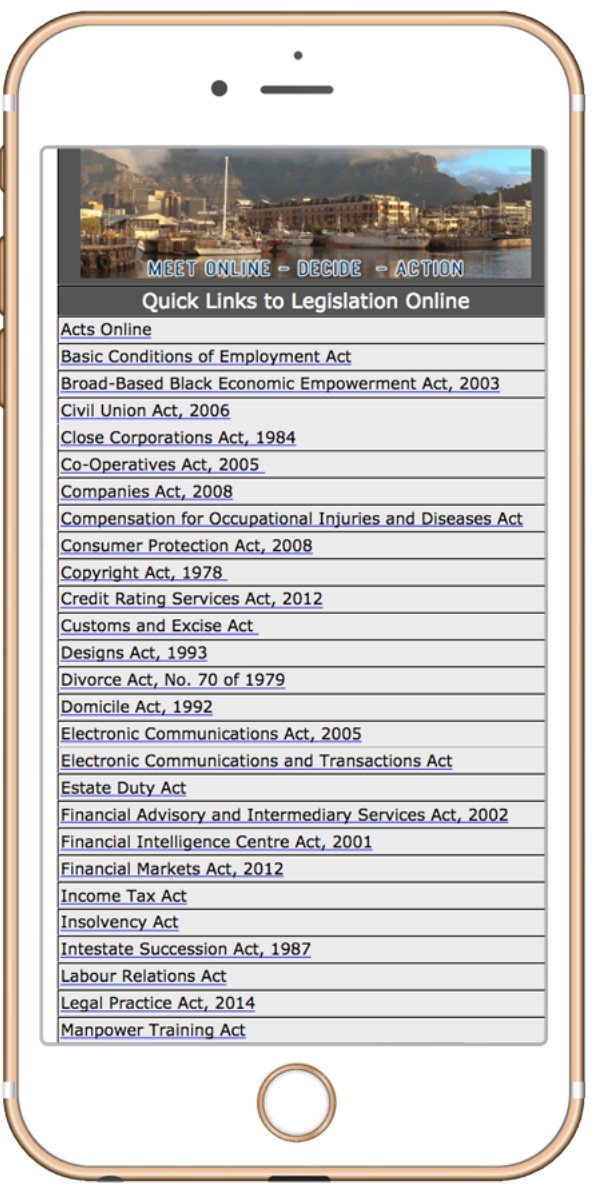 MEET ONLINE - DECIDE - ACTION
Quick Links to Legislation Online
Acts Online
Basic Conditions of Employment Act
Broad-Based Black Economic Empowerment Act, 2003
Civil Union Act, 2006
Close Corporations Act, 1984
Co-Operatives Act, 2005
Companies Act, 2008
Compensation for Occupational Injuries and Diseases Act
Consumer Protection Act, 2008
Copyright Act, 1978
Credit Rating Services Act, 2012
Customs and Excise Act
Designs Act, 1993
Divorce Act, No. 70 of 1979
Domicile Act, 1992
Electronic Communications Act, 2005
Electronic Communications and Transactions Act
Estate Duty Act
Financial Advisory and Intermediary Services Act, 2002
Financial Intelligence Centre Act, 2001
Financial Markets Act, 2012
Income Tax Act
Insolvency Act
Intestate Succession Act, 1987
Labour Relations Act
Legal Practice Act, 2014
Manpower Training Act